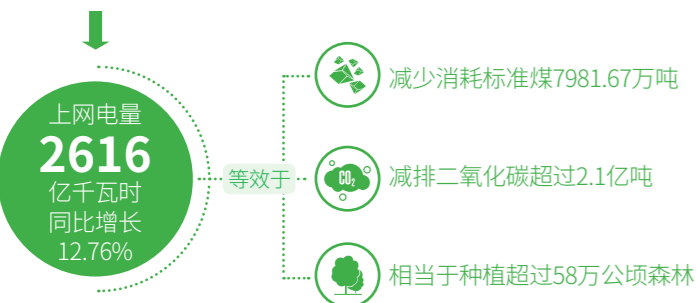 上网电量
2616
亿千瓦时
同比增长
12.76%
等效于
减少消耗标准煤7981.67万吨
CO₂
减排二氧化碳超过2.1亿吨
相当于种植超过58万公顷森林